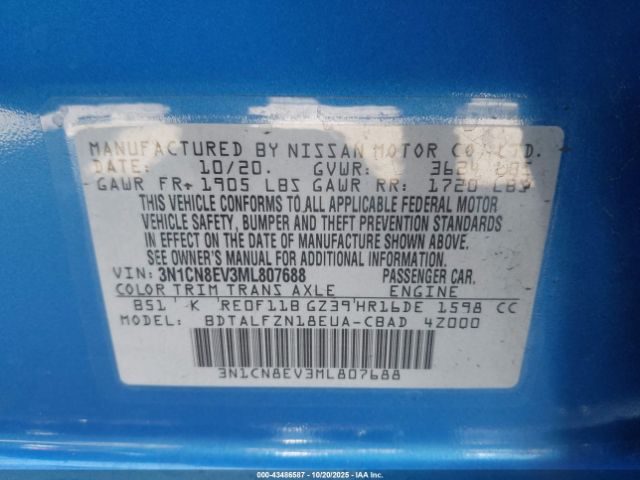 MANUFACTURED BY NISSAN MOTOR CO., LTD.
DATE: 10/20. GVWR: 3624 LBS
GAWR FR: 1905 LBS GAWR RR: 1720 LBS
THIS VEHICLE CONFORMS TO ALL APPLICABLE FEDERAL MOTOR
VEHICLE SAFETY, BUMPER AND THEFT PREVENTION STANDARDS
IN EFFECT ON THE DATE OF MANUFACTURE SHOWN ABOVE.
SEE OWNER'S MANUAL FOR ADDITIONAL INFORMATION.
VIN: 3N1CN8EV3ML807688 PASSENGER CAR.
COLOR TRIM TRANS AXLE ENGINE
B51 K RE0F11B GZ39 HR16DE 1598 CC
MODEL: BDTALFZN18EUA-CBAD 4Z000
3N1CN8EV3ML807688
000-43486587 - 10/20/2025 - IAA Inc.